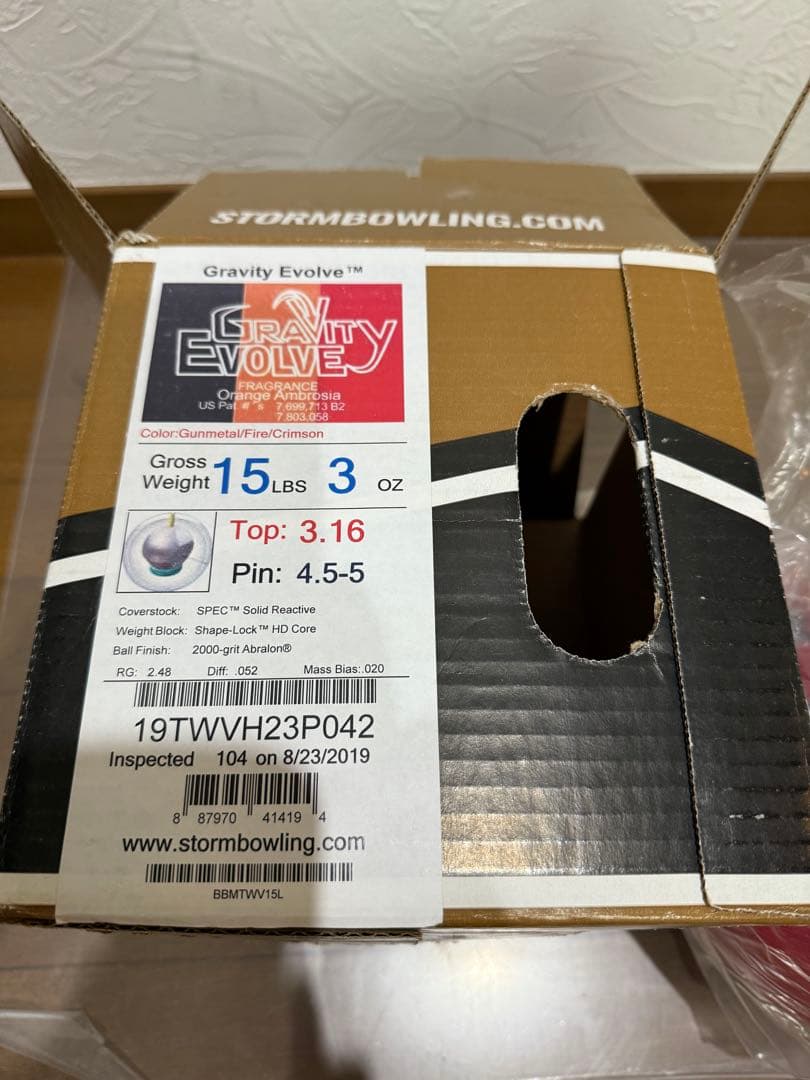 STORMBOWLING.COM
Gravity Evolve™
GRAVITY
EVOLVE
FRAGRANCE
Orange Ambrosia
US Pat. #'s 7,699,713 B2
7,803,058
Color:Gunmetal/Fire/Crimson
Gross
Weight 15 LBS 3 OZ
Top: 3.16
Pin: 4.5-5
Coverstock: SPEC™ Solid Reactive
Weight Block: Shape-Lock™ HD Core
Ball Finish: 2000-grit Abralon®
RG: 2.48 Diff: .052 Mass Bias:.020
19TWVH23P042
Inspected 104 on 8/23/2019
8 87970 41419 4
www.stormbowling.com
BBMTWV15L